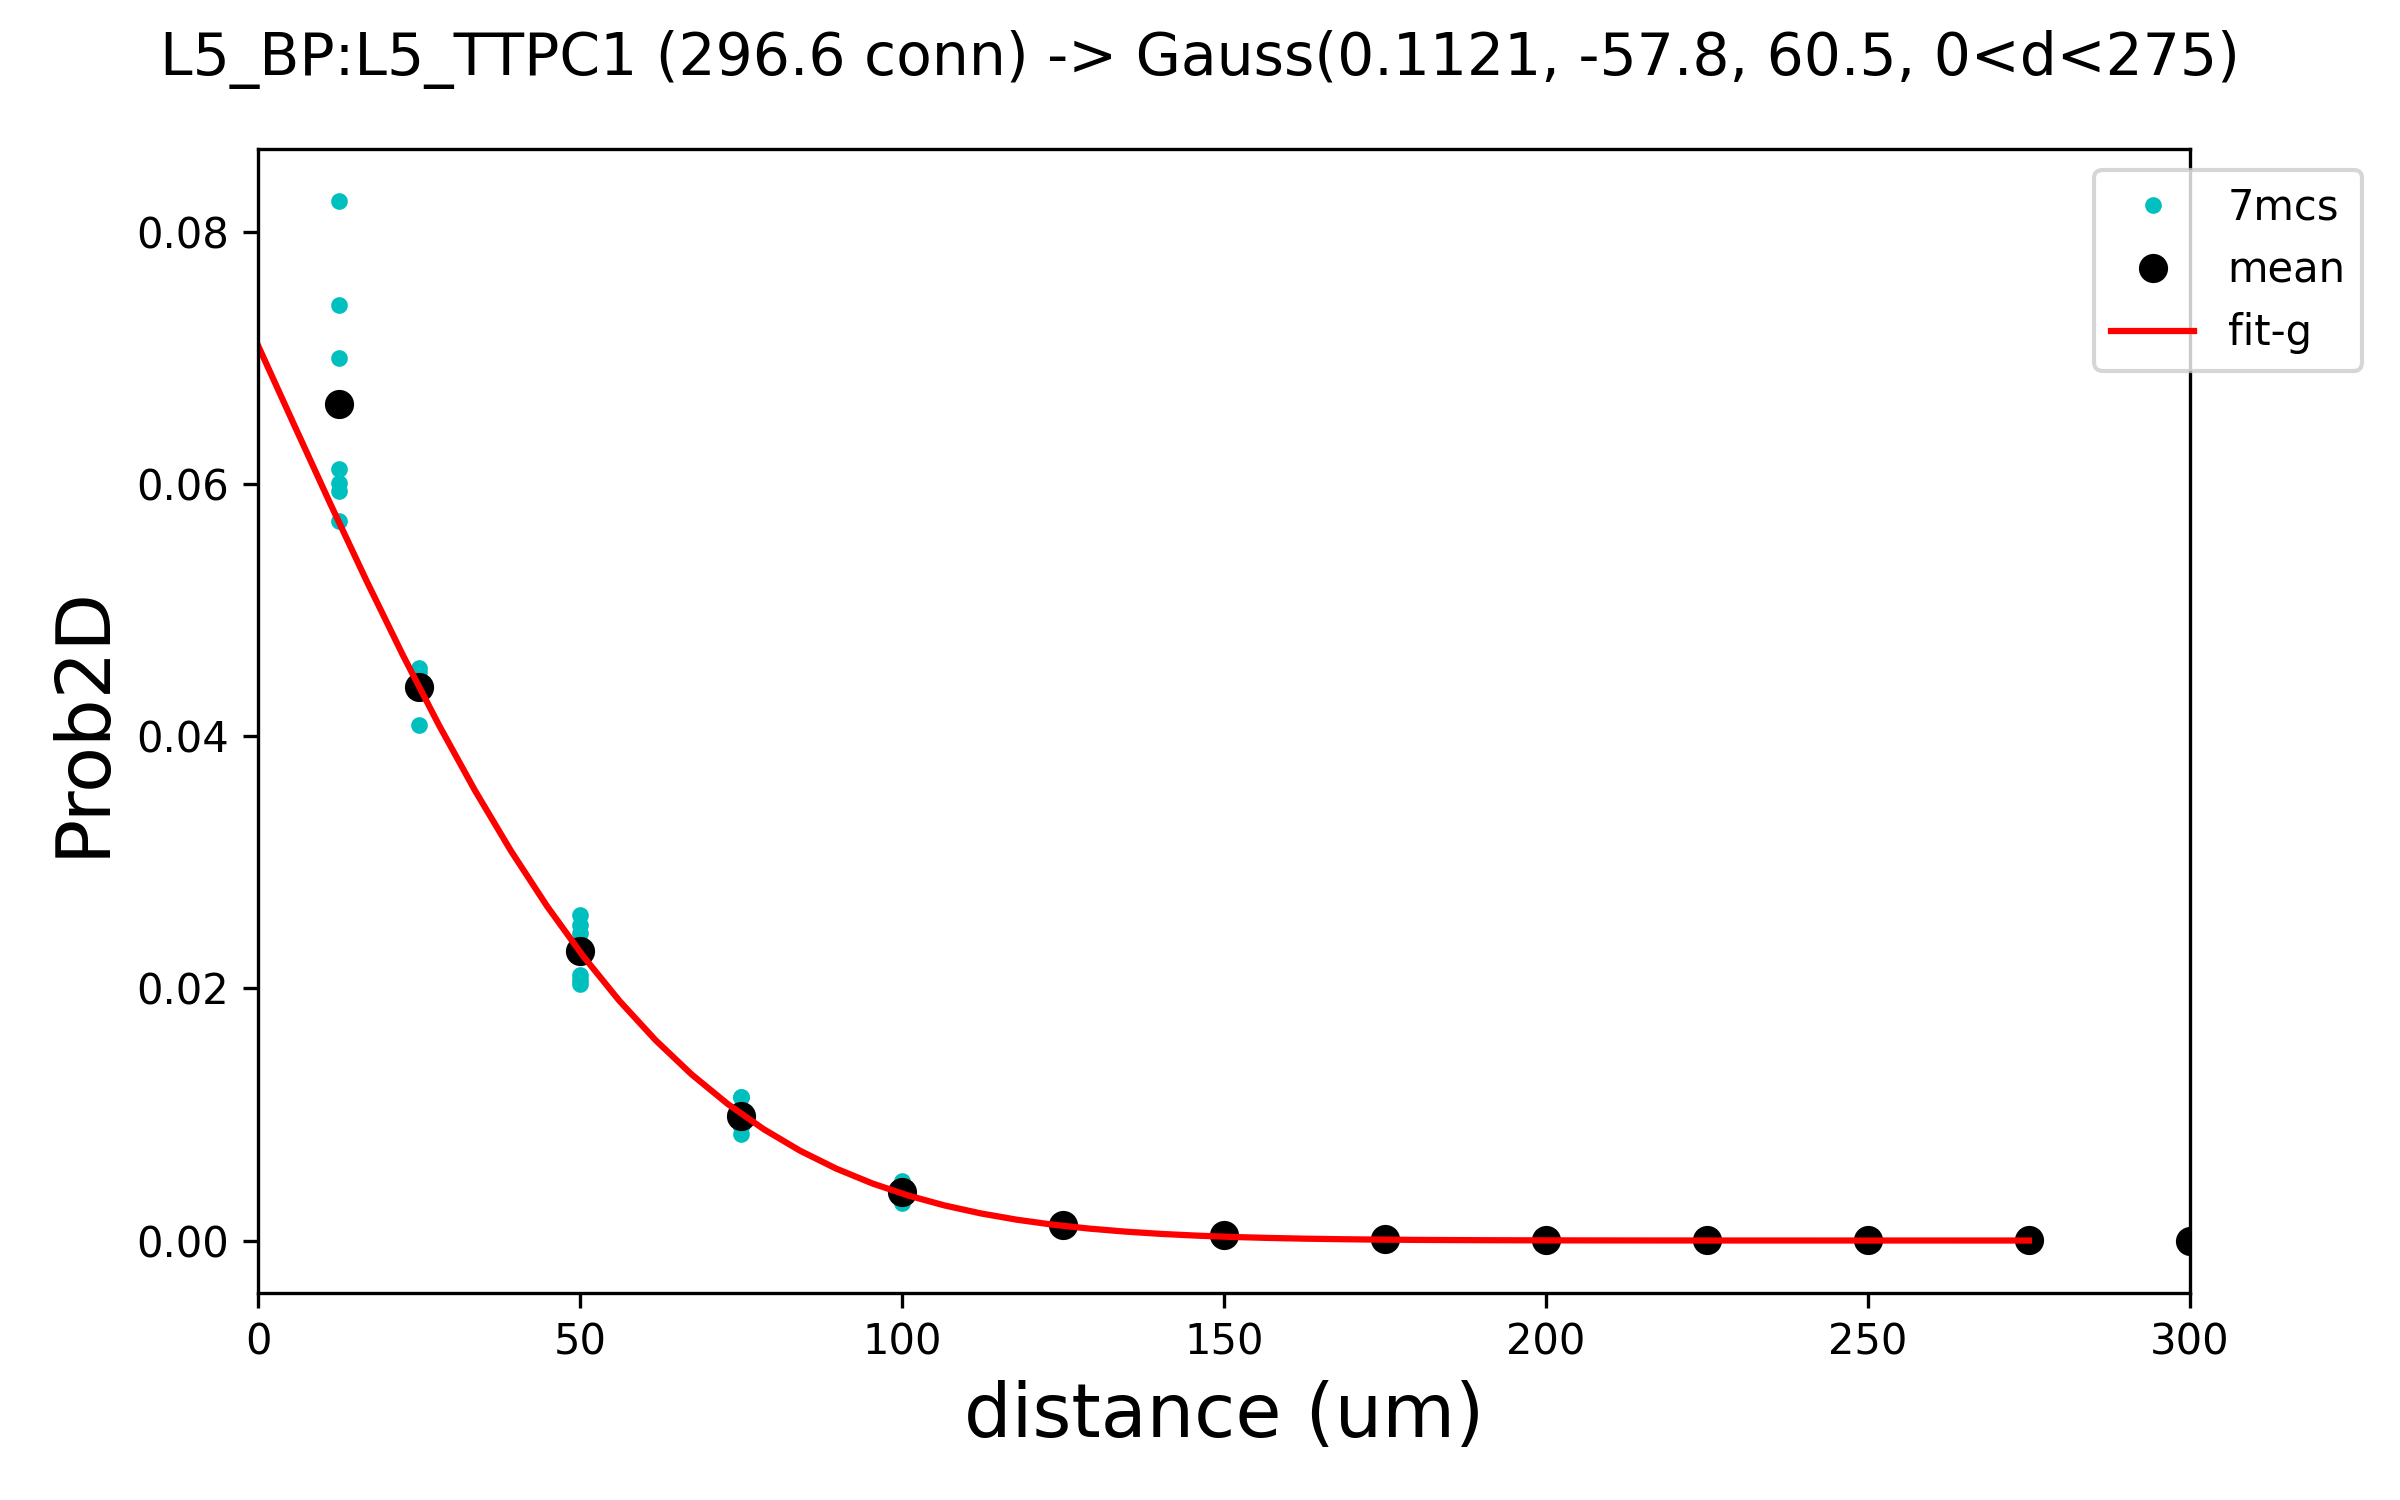 L5_BP:L5_TTPC1 (296.6 conn) -> Gauss(0.1121, -57.8, 60.5, 0<d<275)
7mcs
mean
fit-g
0.08
0.06
0.04
0.02
0.00
Prob2D
0 50 100 150 200 250 300
distance (um)